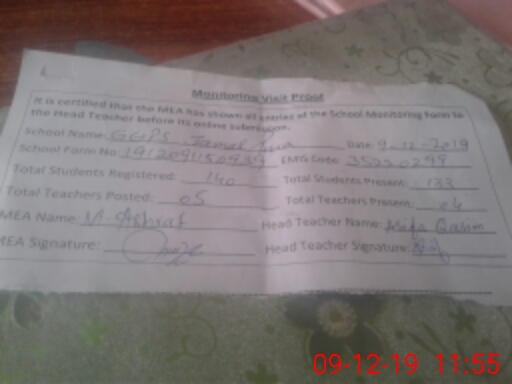 Monitoring Visit Proof
It is certified that the MEA has shown all entries of the School Monitoring Form to
the Head Teacher before its online submission.
School Name: GGPS Date: 9-12-2019
School Form No: EMIS Code: 35220299
Total Students Registered: 140 Total Students Present: 133
Total Teachers Posted: 05 Total Teachers Present: 04
MEA Name: M. Ashraf Head Teacher Name: Qasim
MEA Signature: Head Teacher Signature:
09-12-19 11:55